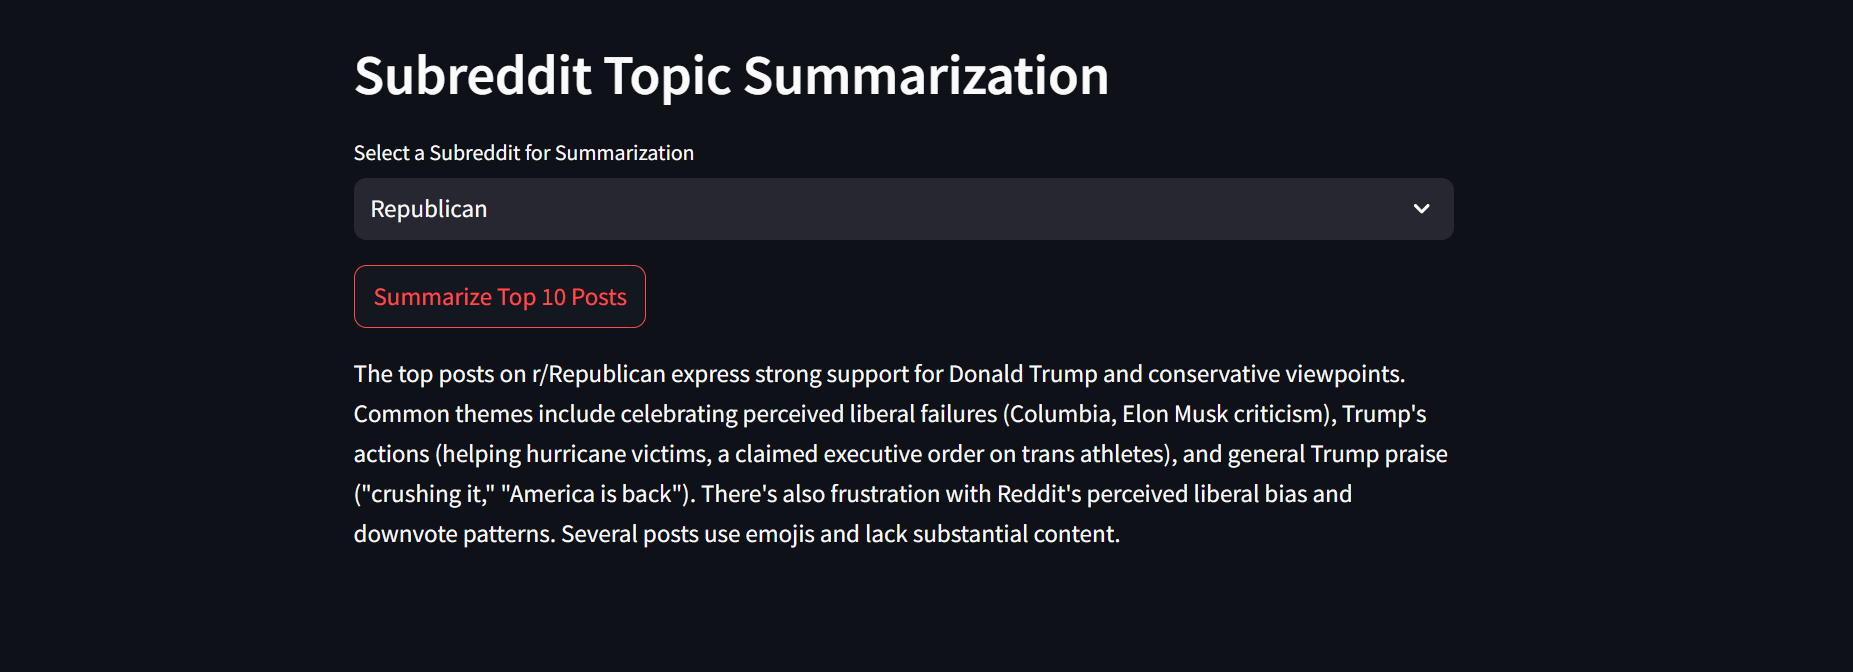 Subreddit Topic Summarization
Select a Subreddit for Summarization
Republican
Summarize Top 10 Posts
The top posts on r/Republican express strong support for Donald Trump and conservative viewpoints.
Common themes include celebrating perceived liberal failures (Columbia, Elon Musk criticism), Trump's
actions (helping hurricane victims, a claimed executive order on trans athletes), and general Trump praise
("crushing it," "America is back"). There's also frustration with Reddit's perceived liberal bias and
downvote patterns. Several posts use emojis and lack substantial content.